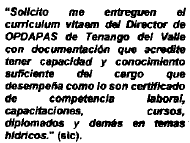 "Solicito me entreguen el
curriculum vitaem del Director de
OPDAPAS de Tenango del Valle
con documentación que acredite
tener capacidad y conocimiento
suficiente del cargo que
desempeña como lo son certificado
de competencia laboral,
capacitaciones, cursos,
diplomados y demás en temas
hídricos." (sic).